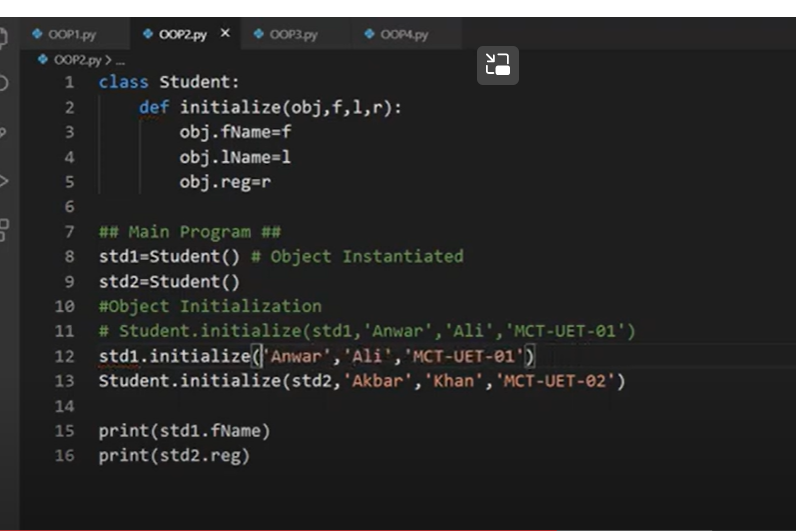 OOP1.py OOP2.py × OOP3.py OOP4.py
OOP2.py > ...
1 class Student:
2 def initialize(obj,f,l,r):
3 obj.fName=f
4 obj.lName=l
5 obj.reg=r
6
7 ## Main Program ##
8 std1=Student() # Object Instantiated
9 std2=Student()
10 #Object Initialization
11 # Student.initialize(std1,'Anwar','Ali','MCT-UET-01')
12 std1.initialize('Anwar','Ali','MCT-UET-01')
13 Student.initialize(std2,'Akbar','Khan','MCT-UET-02')
14
15 print(std1.fName)
16 print(std2.reg)